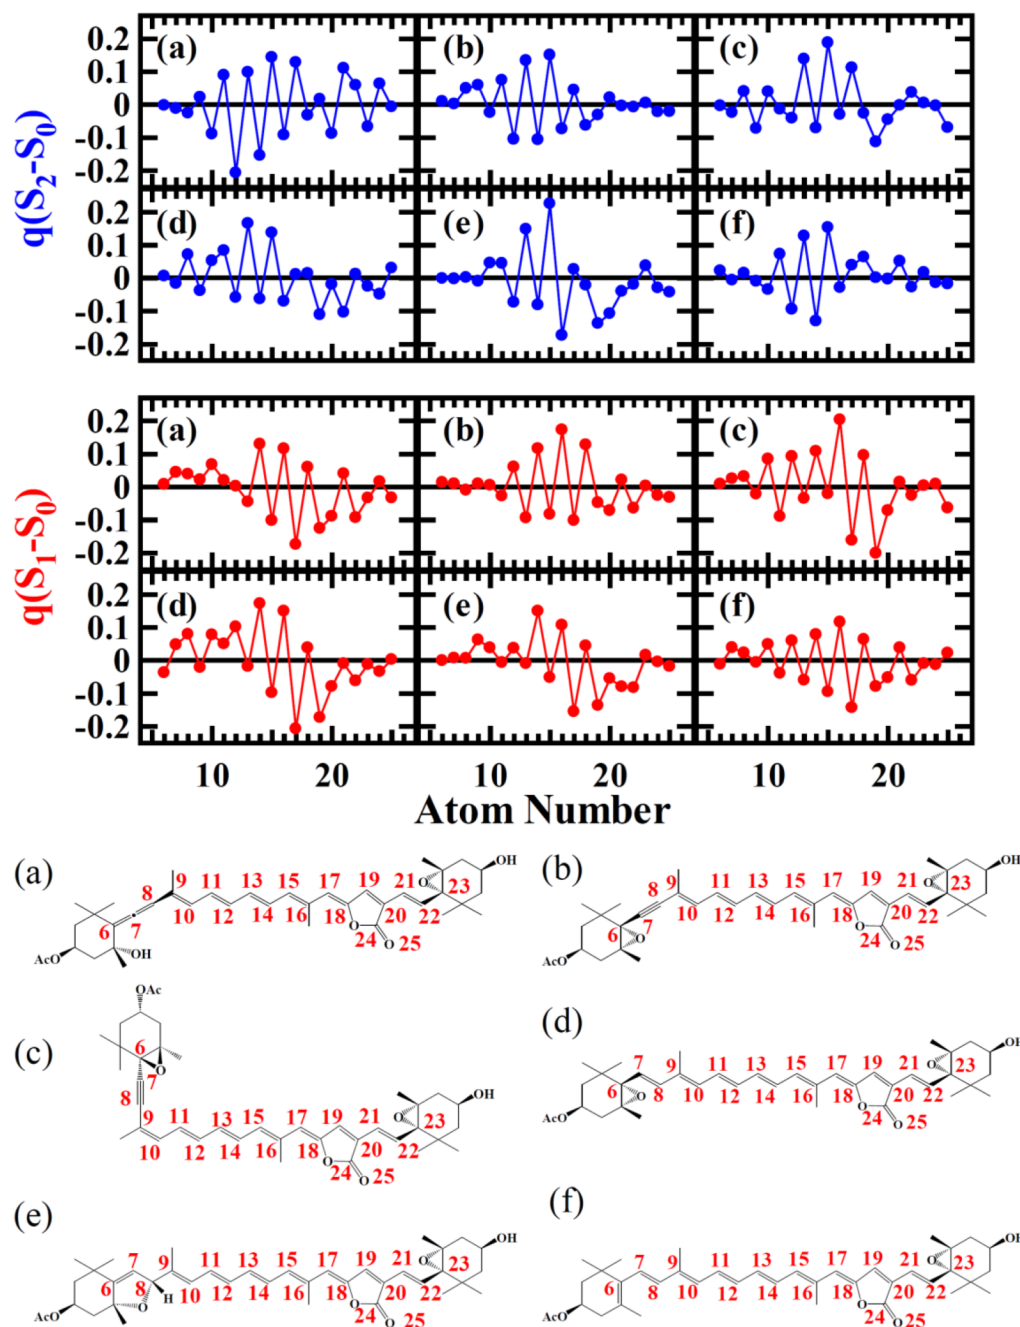 (a) (b) (c)
0.2
0.1
0
-0.1
-0.2
q(S2-S0)
(d) (e) (f)
0.2
0.1
0
-0.1
-0.2
(a) (b) (c)
0.2
0.1
0
-0.1
-0.2
q(S1-S0)
(d) (e) (f)
0.2
0.1
0
-0.1
-0.2
10 20 10 20 10 20
Atom Number
(a)
9 11 13 15 17 19 21 23
8 10 12 14 16 18 20 22
6 7 24 25
OH
O
OH
AcO
O
O
(b)
9 11 13 15 17 19 21 23
8 10 12 14 16 18 20 22
6 7 24 25
OH
O
O
AcO
O
O
(c)
OAc
6
7
O
8
9 11 13 15 17 19 21 23
10 12 14 16 18 20 22
24 25
OH
O
O
O
(d)
7 9 11 13 15 17 19 21 23
6 8 10 12 14 16 18 20 22
24 25
OH
O
O
AcO
O
O
(e)
7 9 11 13 15 17 19 21 23
6 8 10 12 14 16 18 20 22
24 25
OH
O
H
O
AcO
O
O
(f)
7 9 11 13 15 17 19 21 23
6 8 10 12 14 16 18 20 22
24 25
OH
O
AcO
O
O